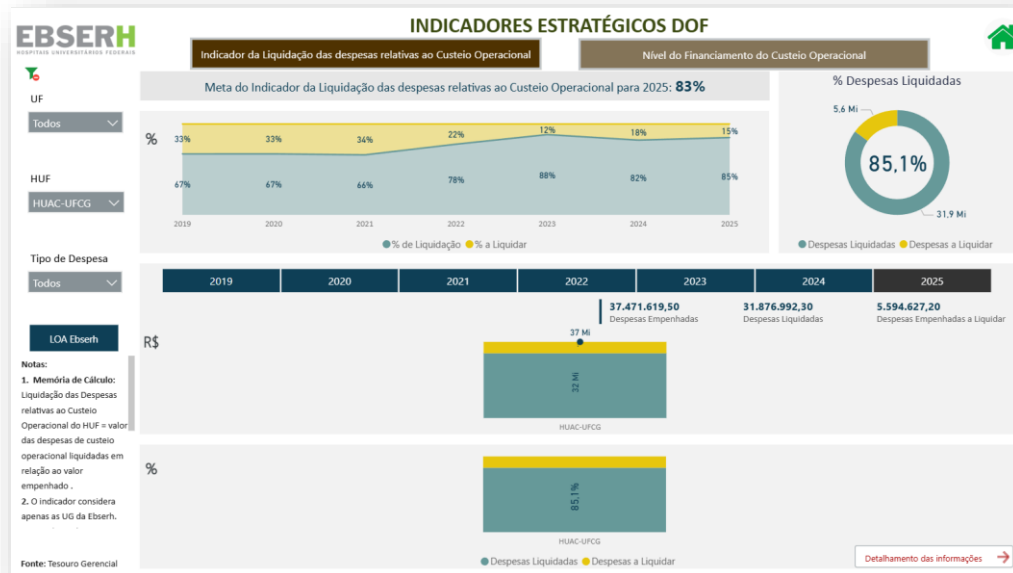 EBSERH
HOSPITAIS UNIVERSITÁRIOS FEDERAIS
INDICADORES ESTRATÉGICOS DOF
Indicador da Liquidação das despesas relativas ao Custeio Operacional
Nível do Financiamento do Custeio Operacional
UF
Todos
HUF
HUAC-UFCG
Tipo de Despesa
Todos
LOA Ebserh
Notas:
1. Memória de Cálculo:
Liquidação das Despesas
relativas ao Custeio
Operacional do HUF = valor
das despesas de custeio
operacional liquidadas em
relação ao valor
empenhado .
2. O indicador considera
apenas as UG da Ebserh.
Fonte: Tesouro Gerencial
Meta do Indicador da Liquidação das despesas relativas ao Custeio Operacional para 2025: 83%
%
33% 33% 34% 22% 12% 18% 15%
67% 67% 66% 78% 88% 82% 85%
2019 2020 2021 2022 2023 2024 2025
% de Liquidação % a Liquidar
% Despesas Liquidadas
5,6 Mi
85,1%
31,9 Mi
Despesas Liquidadas Despesas a Liquidar
2019 2020 2021 2022 2023 2024 2025
37.471.619,50 31.876.992,30 5.594.627,20
Despesas Empenhadas Despesas Liquidadas Despesas Empenhadas a Liquidar
R$
37 Mi
32 Mi
HUAC-UFCG
%
85,1%
HUAC-UFCG
Despesas Liquidadas Despesas a Liquidar
Detalhamento das informações